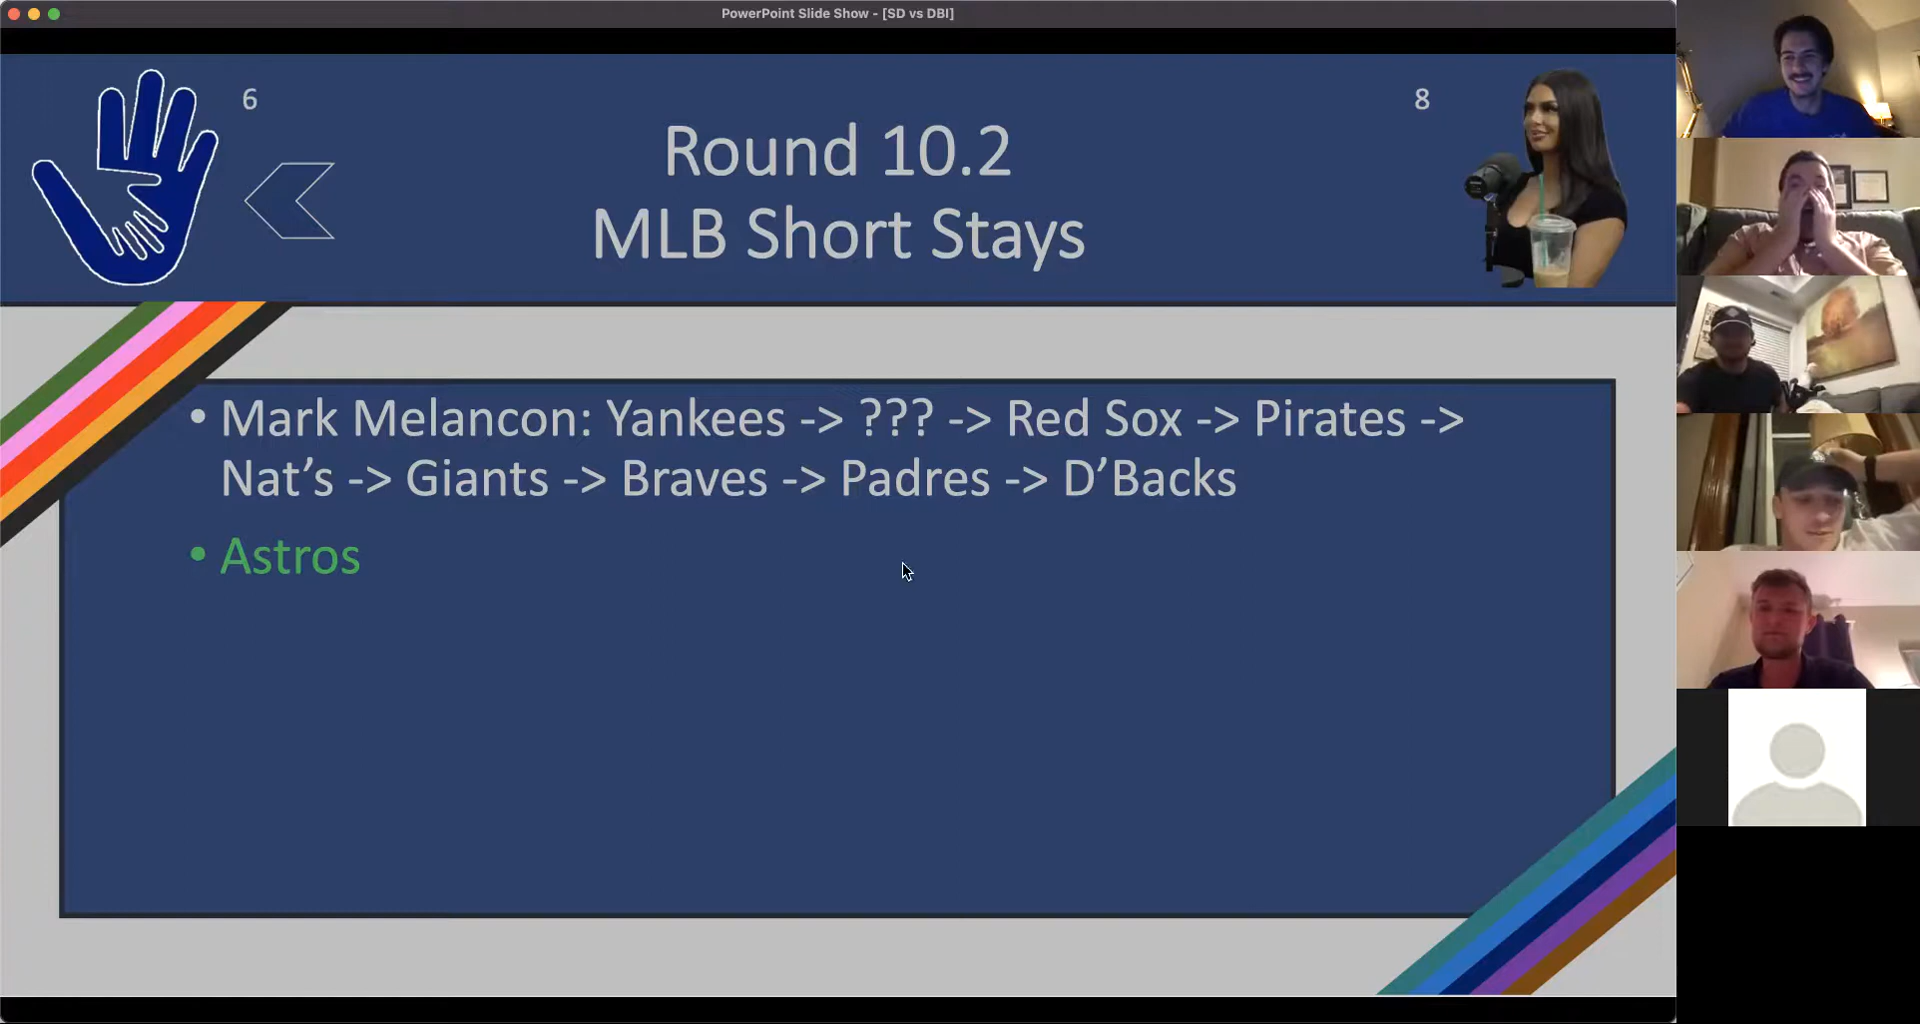 PowerPoint Slide Show - [SD vs DBI]
6
8
Round 10.2
MLB Short Stays
• Mark Melancon: Yankees -> ??? -> Red Sox -> Pirates ->
Nat’s -> Giants -> Braves -> Padres -> D’Backs
• Astros